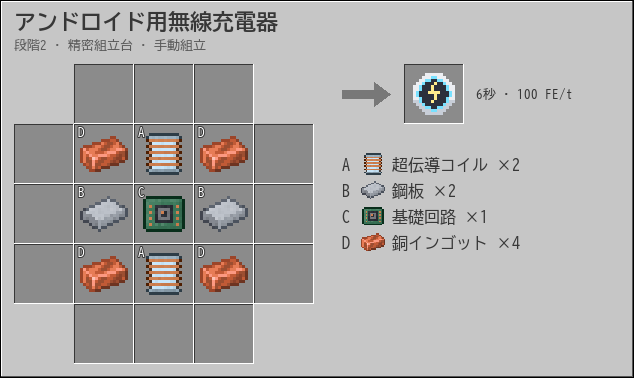 アンドロイド用無線充電器
段階2 ・ 精密組立台 ・ 手動組立
6秒 ・ 100 FE/t
D A D
B C B
D A D
A 超伝導コイル ×2
B 鋼板 ×2
C 基礎回路 ×1
D 銅インゴット ×4